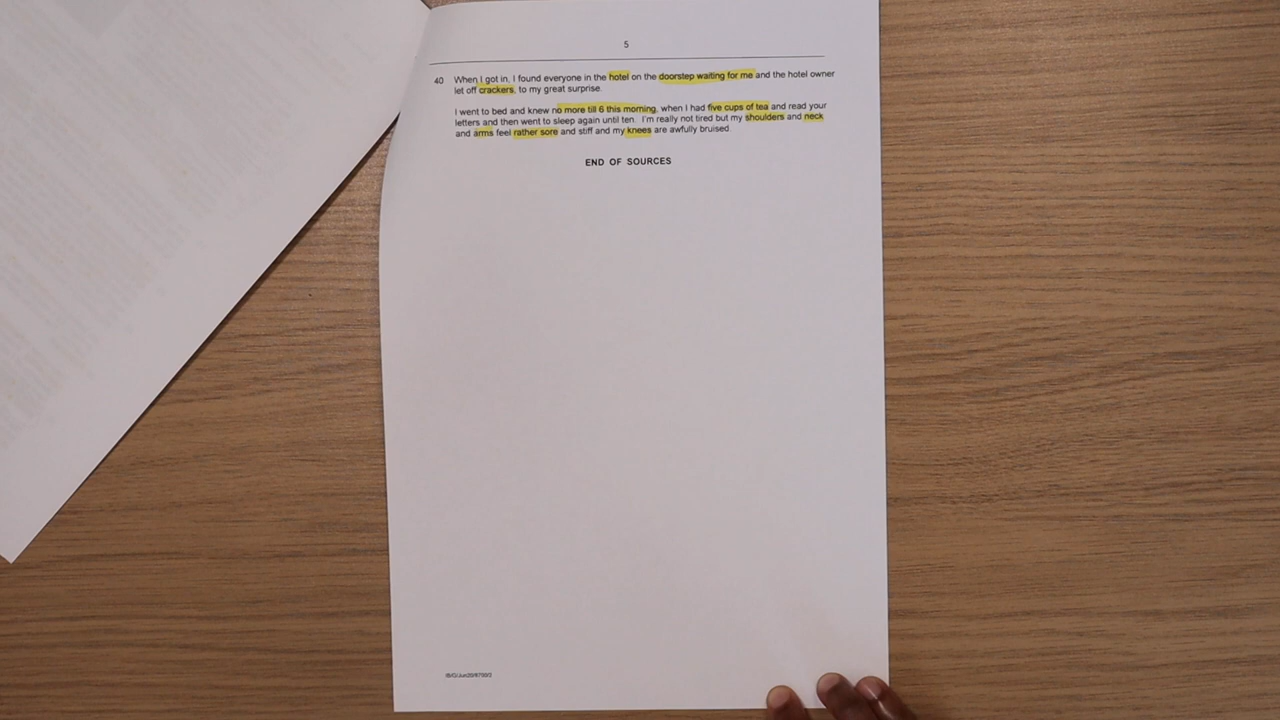 5
40 When I got in, I found everyone in the hotel on the doorstep waiting for me and the hotel owner
let off crackers, to my great surprise.
I went to bed and knew no more till 6 this morning, when I had five cups of tea and read your
letters and then went to sleep again until ten. I'm really not tired but my shoulders and neck
and arms feel rather sore and stiff and my knees are awfully bruised.
END OF SOURCES
IB/G/Jun20/8700/2